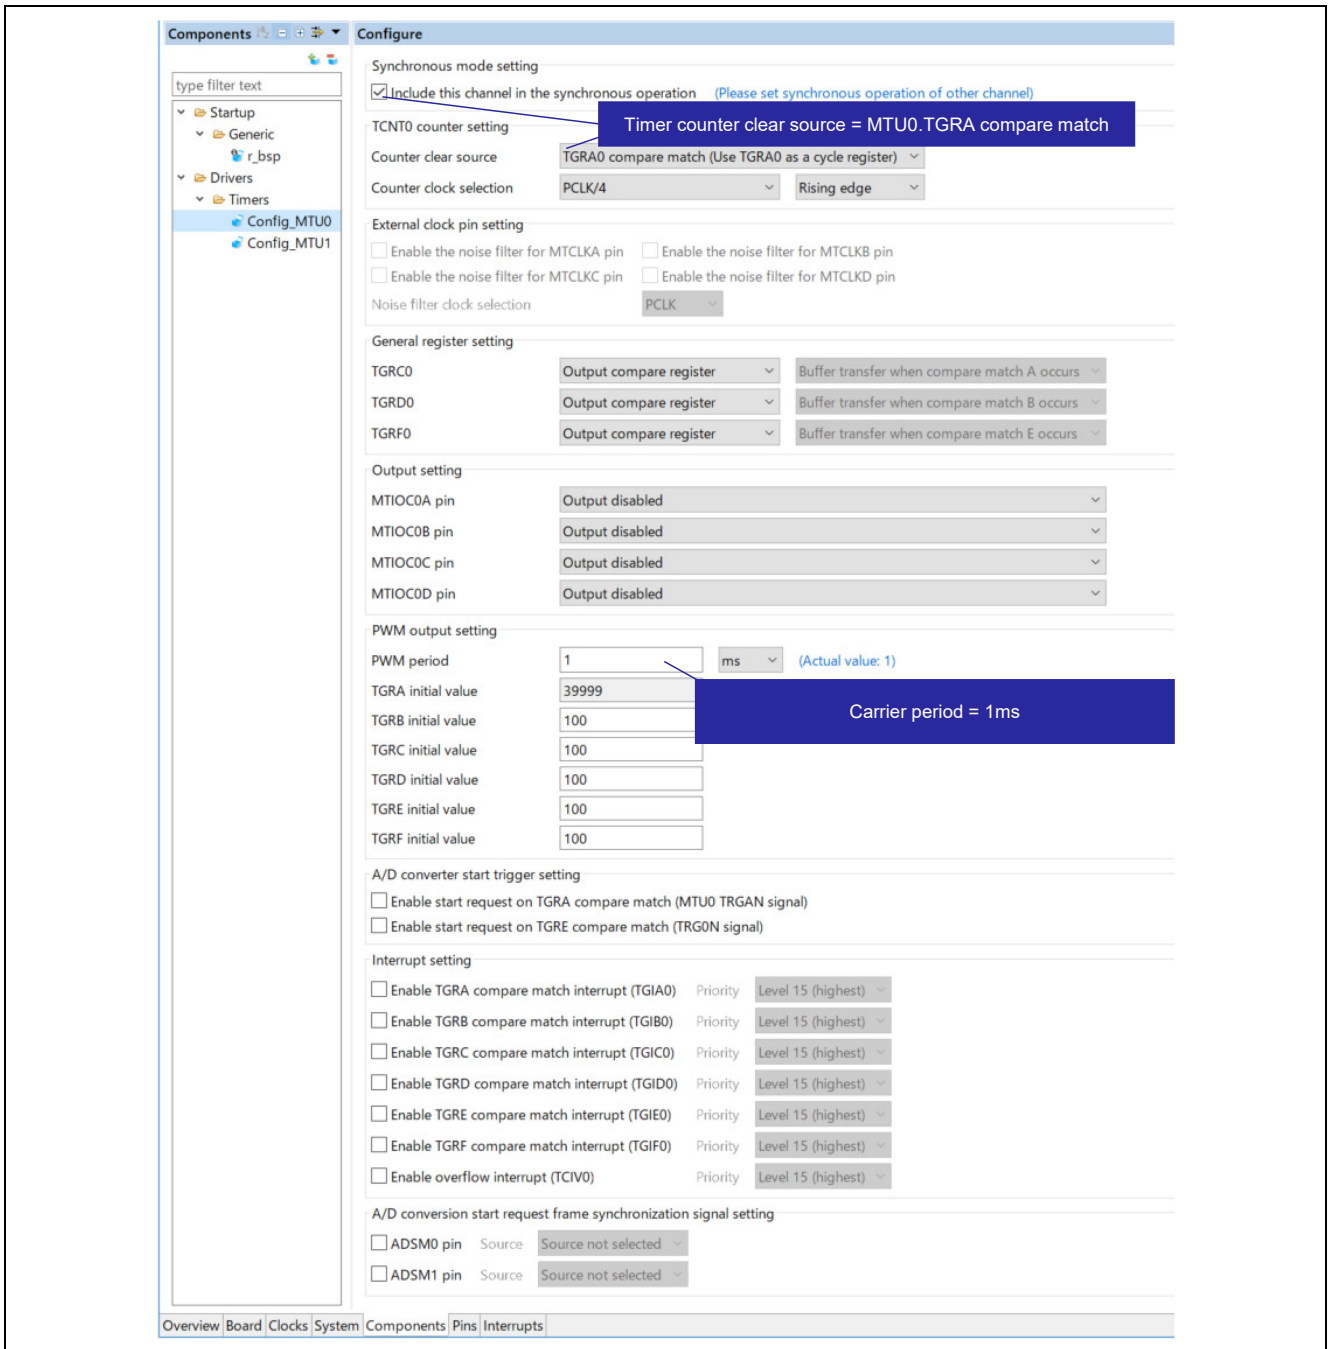 Components
Configure
type filter text
Startup
Generic
r_bsp
Drivers
Timers
Config_MTU0
Config_MTU1
Synchronous mode setting
Include this channel in the synchronous operation (Please set synchronous operation of other channel)
Timer counter clear source = MTU0.TGRA compare match
TCNT0 counter setting
Counter clear source TGRA0 compare match (Use TGRA0 as a cycle register)
Counter clock selection PCLK/4 Rising edge
External clock pin setting
Enable the noise filter for MTCLKA pin Enable the noise filter for MTCLKB pin
Enable the noise filter for MTCLKC pin Enable the noise filter for MTCLKD pin
Noise filter clock selection PCLK
General register setting
TGRC0 Output compare register Buffer transfer when compare match A occurs
TGRD0 Output compare register Buffer transfer when compare match B occurs
TGRF0 Output compare register Buffer transfer when compare match E occurs
Output setting
MTIOC0A pin Output disabled
MTIOC0B pin Output disabled
MTIOC0C pin Output disabled
MTIOC0D pin Output disabled
PWM output setting
PWM period 1 ms (Actual value: 1)
TGRA initial value 39999
Carrier period = 1ms
TGRB initial value 100
TGRC initial value 100
TGRD initial value 100
TGRE initial value 100
TGRF initial value 100
A/D converter start trigger setting
Enable start request on TGRA compare match (MTU0 TRGAN signal)
Enable start request on TGRE compare match (TRG0N signal)
Interrupt setting
Enable TGRA compare match interrupt (TGIA0) Priority Level 15 (highest)
Enable TGRB compare match interrupt (TGIB0) Priority Level 15 (highest)
Enable TGRC compare match interrupt (TGIC0) Priority Level 15 (highest)
Enable TGRD compare match interrupt (TGID0) Priority Level 15 (highest)
Enable TGRE compare match interrupt (TGIE0) Priority Level 15 (highest)
Enable TGRF compare match interrupt (TGIF0) Priority Level 15 (highest)
Enable overflow interrupt (TCIV0) Priority Level 15 (highest)
A/D conversion start request frame synchronization signal setting
ADSM0 pin Source Source not selected
ADSM1 pin Source Source not selected
Overview Board Clocks System Components Pins Interrupts